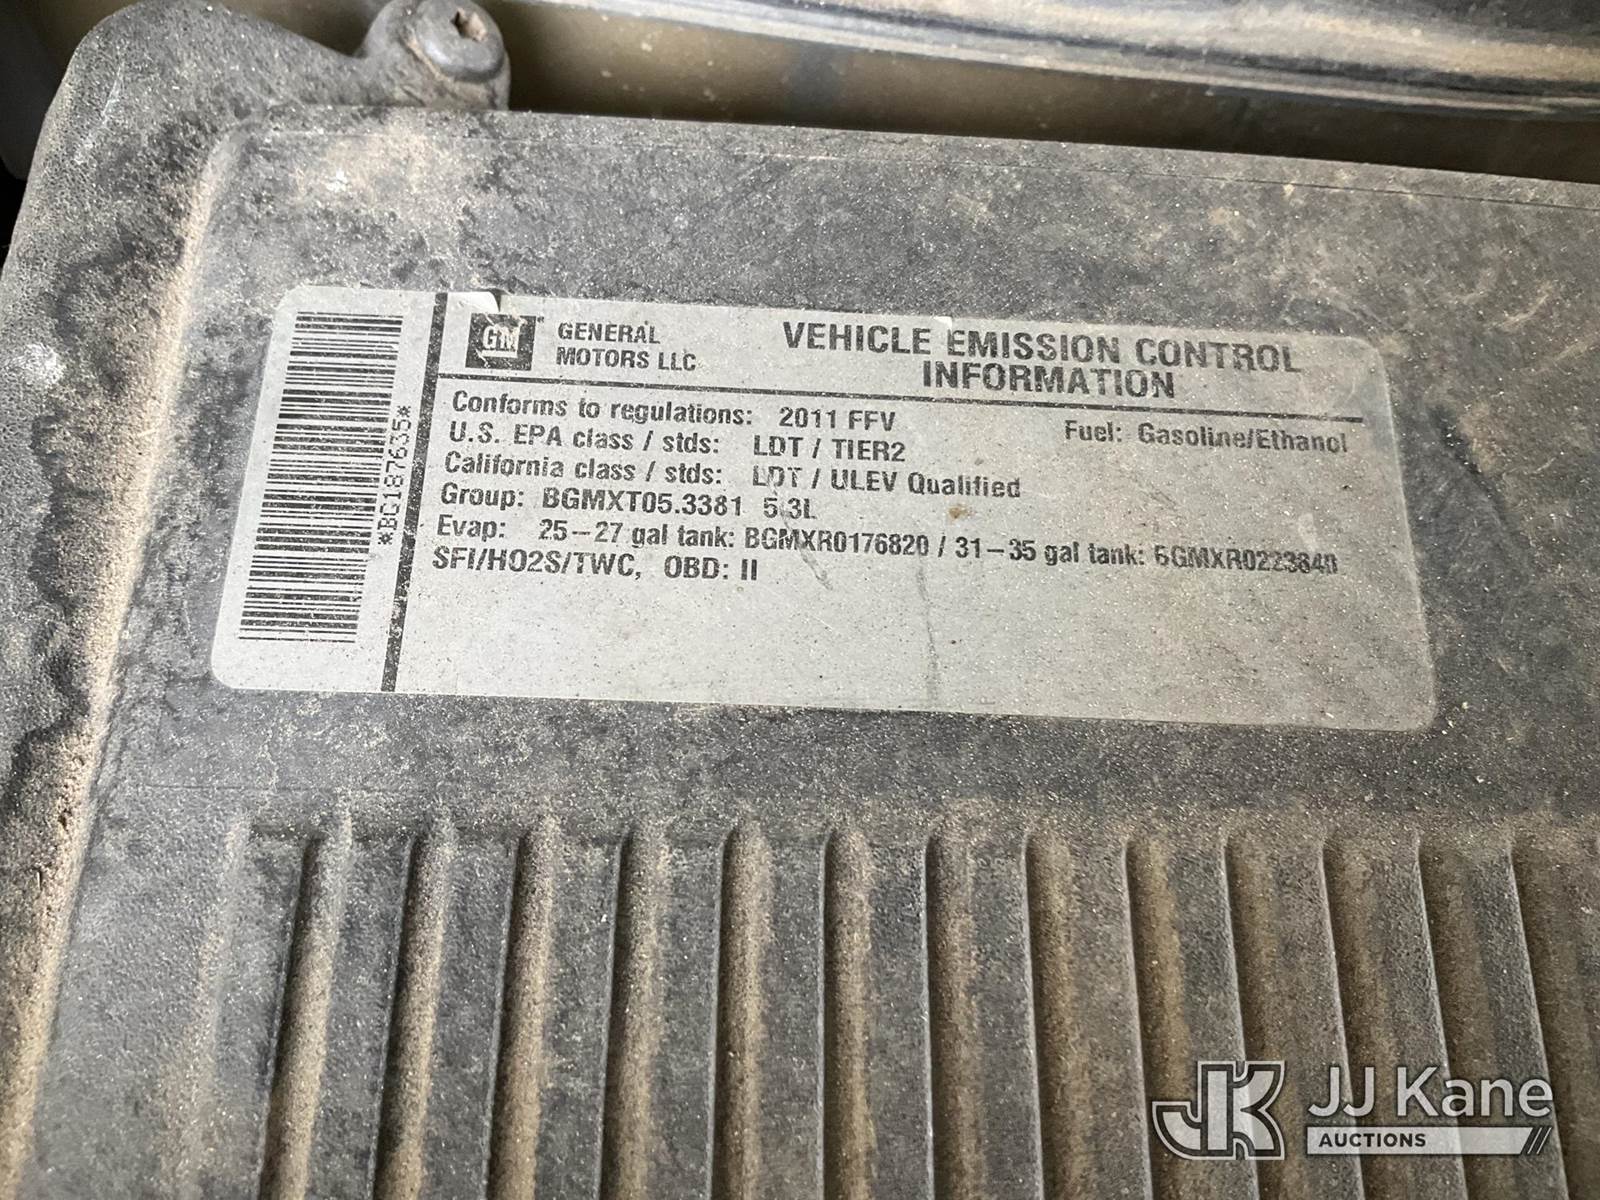 *BG187635*
GM
GENERAL
MOTORS LLC
VEHICLE EMISSION CONTROL
INFORMATION
Conforms to regulations: 2011 FFV
Fuel: Gasoline/Ethanol
U.S. EPA class / stds: LDT / TIER2
California class / stds: LDT / ULEV Qualified
Group: BGMXT05.3381 5.3L
Evap: 25–27 gal tank: BGMXR0176820 / 31–35 gal tank:
SFI/HO2S/TWC, OBD: II
JK JJ Kane
AUCTIONS